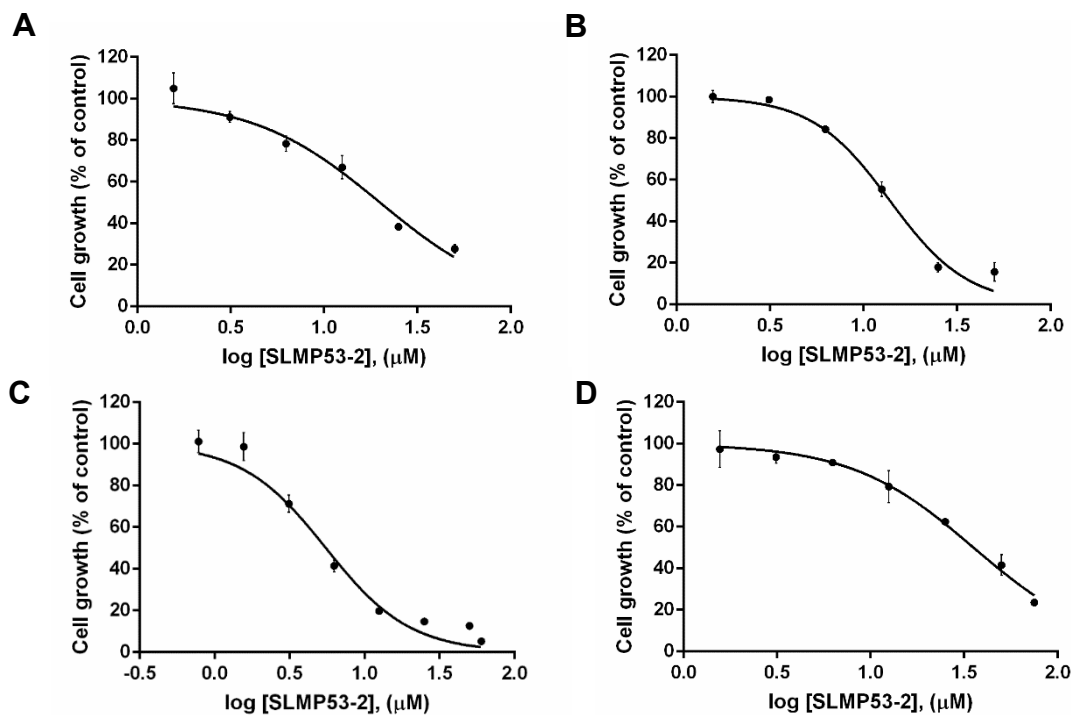 A
Cell growth (% of control)
120
100
80
60
40
20
0
0.0 0.5 1.0 1.5 2.0
log [SLMP53-2], (μM)
B
Cell growth (% of control)
120
100
80
60
40
20
0
0.0 0.5 1.0 1.5 2.0
log [SLMP53-2], (μM)
C
Cell growth (% of control)
120
100
80
60
40
20
0
-0.5 0.0 0.5 1.0 1.5 2.0
log [SLMP53-2], (μM)
D
Cell growth (% of control)
120
100
80
60
40
20
0
0.0 0.5 1.0 1.5 2.0
log [SLMP53-2], (μM)